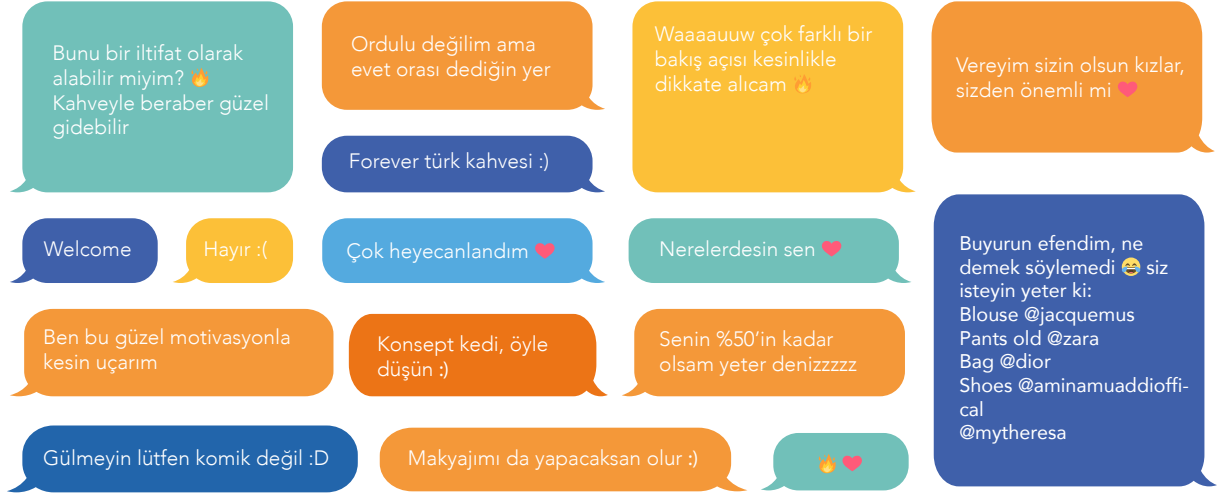 Bunu bir iltifat olarak
alabilir miyim? 🔥
Kahveyle beraber güzel
gidebilir
Ordulu değilim ama
evet orası dediğin yer
Waaaauuw çok farklı bir
bakış açısı kesinlikle
dikkate alıcam 🔥
Vereyim sizin olsun kızlar,
sizden önemli mi ❤
Forever türk kahvesi :)
Welcome
Hayır :(
Çok heyecanlandım ❤
Nerelerdesin sen ❤
Buyurun efendim, ne
demek söylemedi 😂 siz
isteyin yeter ki:
Blouse @jacquemus
Pants old @zara
Bag @dior
Shoes @aminamuaddioffi-
cal
@mytheresa
Ben bu güzel motivasyonla
kesin uçarım
Konsept kedi, öyle
düşün :)
Senin %50’in kadar
olsam yeter denizzzzz
Gülmeyin lütfen komik değil :D
Makyajımı da yapacaksan olur :)
🔥❤